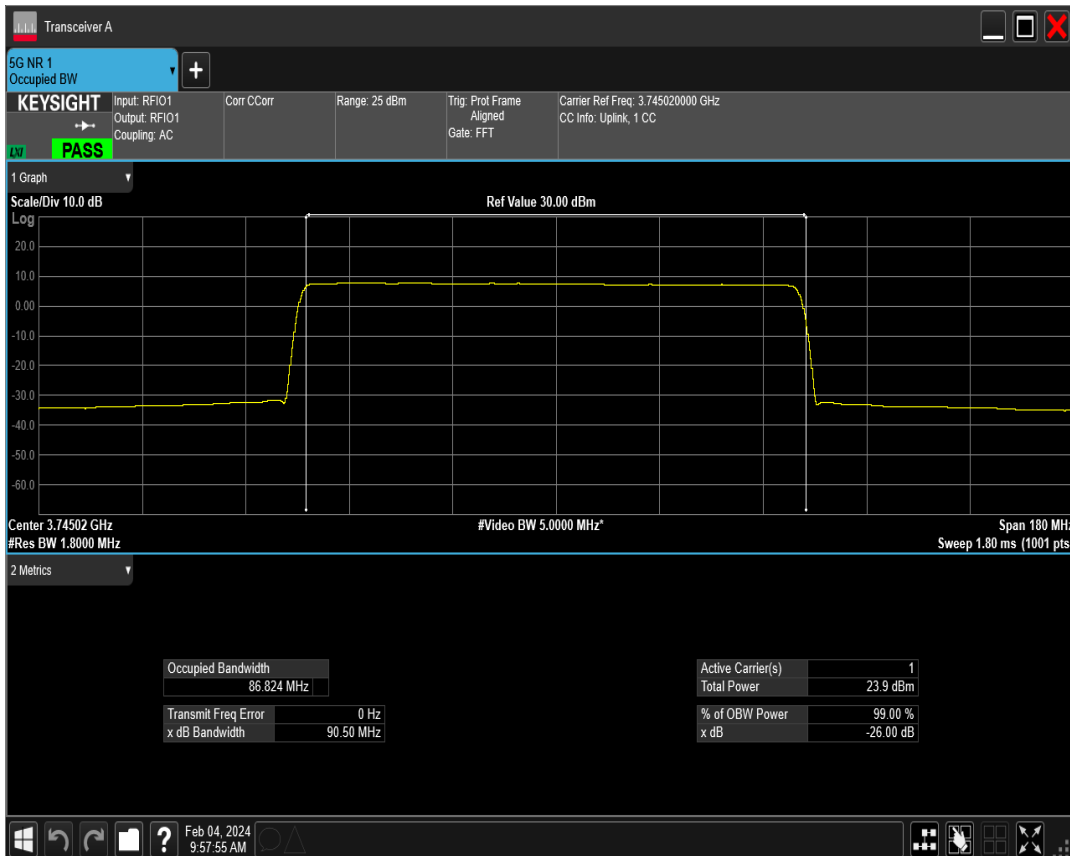 Transceiver A
5G NR 1
Occupied BW
+
KEYSIGHT
LXI
PASS
Input: RFIO1
Output: RFIO1
Coupling: AC
Corr CCorr
Range: 25 dBm
Trig: Prot Frame
Aligned
Gate: FFT
Carrier Ref Freq: 3.745020000 GHz
CC Info: Uplink, 1 CC
1 Graph
Scale/Div 10.0 dB
Ref Value 30.00 dBm
Log
20.0
10.0
0.00
-10.0
-20.0
-30.0
-40.0
-50.0
-60.0
Center 3.74502 GHz
#Video BW 5.0000 MHz*
Span 180 MHz
#Res BW 1.8000 MHz
Sweep 1.80 ms (1001 pts
2 Metrics
Occupied Bandwidth
86.824 MHz
Transmit Freq Error 0 Hz
x dB Bandwidth 90.50 MHz
Active Carrier(s) 1
Total Power 23.9 dBm
% of OBW Power 99.00 %
x dB -26.00 dB
?
Feb 04, 2024
9:57:55 AM